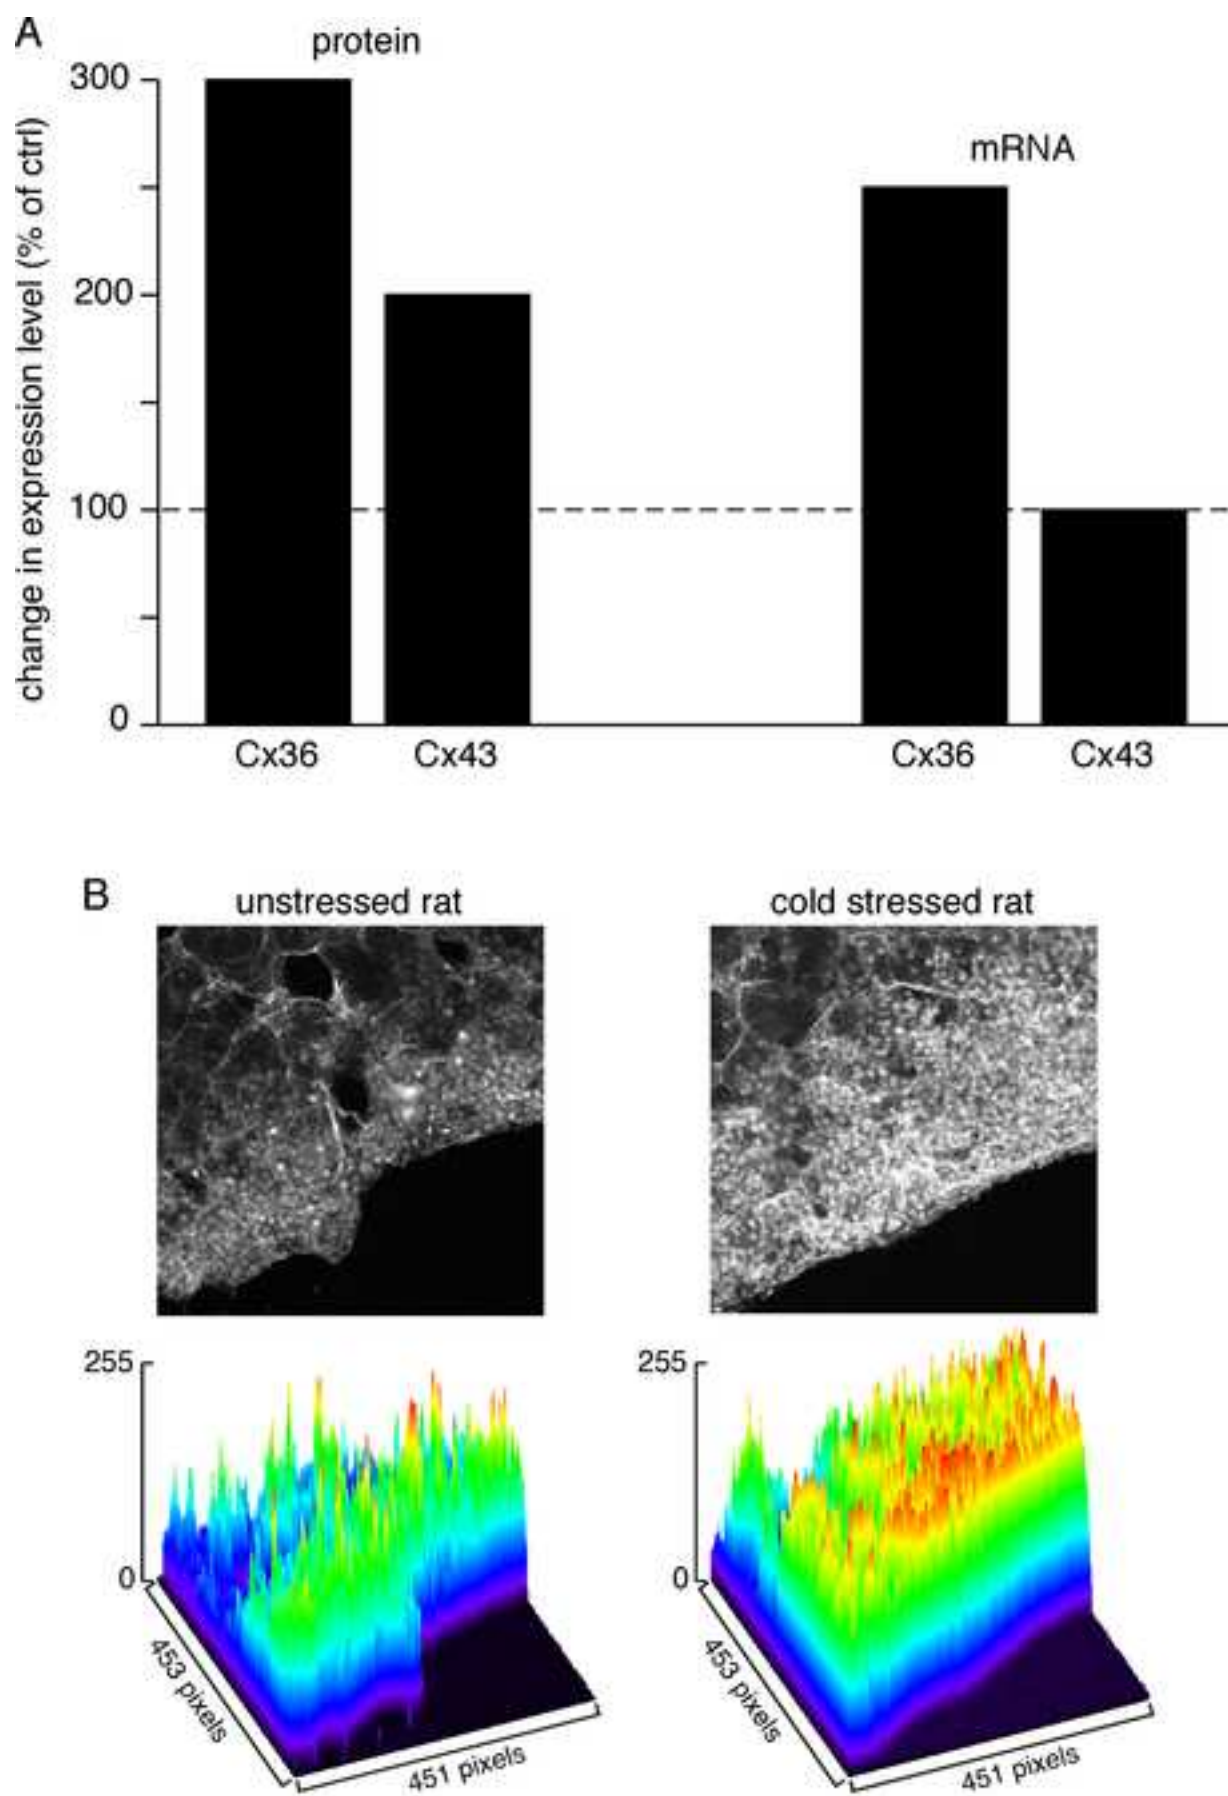 A
protein
mRNA
change in expression level (% of ctrl)
300
200
100
0
Cx36
Cx43
Cx36
Cx43
B
unstressed rat
cold stressed rat
255
0
453 pixels
451 pixels
255
0
453 pixels
451 pixels